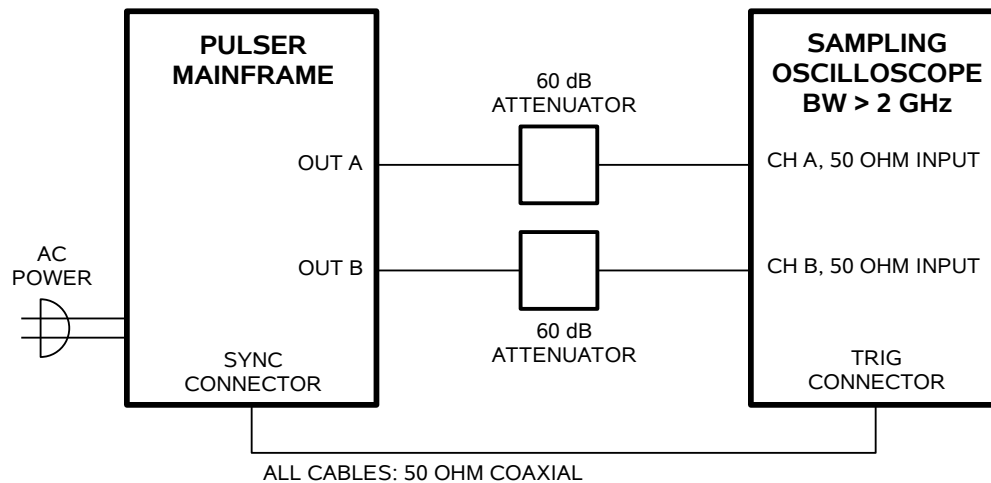 PULSER
MAINFRAME
SAMPLING
OSCILLOSCOPE
BW > 2 GHz
60 dB
ATTENUATOR
OUT A
CH A, 50 OHM INPUT
AC
POWER
OUT B
CH B, 50 OHM INPUT
60 dB
ATTENUATOR
SYNC
CONNECTOR
TRIG
CONNECTOR
ALL CABLES: 50 OHM COAXIAL